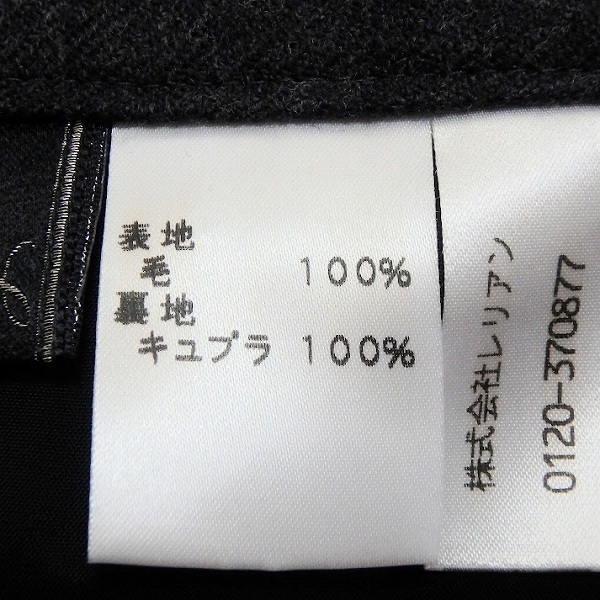 表地
毛 100%
裏地
キュプラ 100%
株式会社レリアン
0120-370877